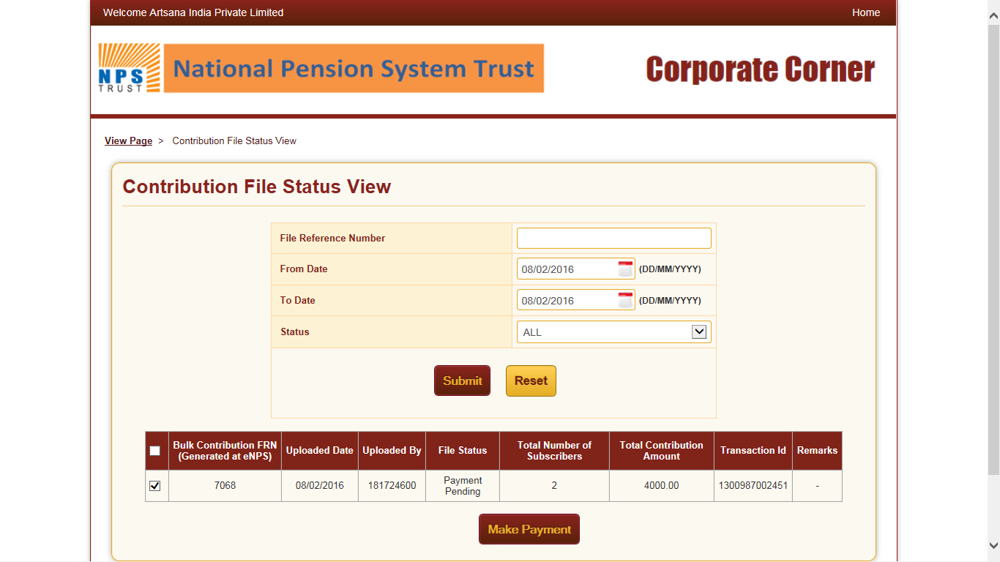 Welcome Artsana India Private Limited Home
NPS
TRUST
National Pension System Trust
Corporate Corner
View Page > Contribution File Status View
Contribution File Status View
File Reference Number
From Date 08/02/2016 (DD/MM/YYYY)
To Date 08/02/2016 (DD/MM/YYYY)
Status ALL
Submit Reset
Bulk Contribution FRN (Generated at eNPS) Uploaded Date Uploaded By File Status Total Number of Subscribers Total Contribution Amount Transaction Id Remarks
7068 08/02/2016 181724600 Payment Pending 2 4000.00 1300987002451 -
Make Payment